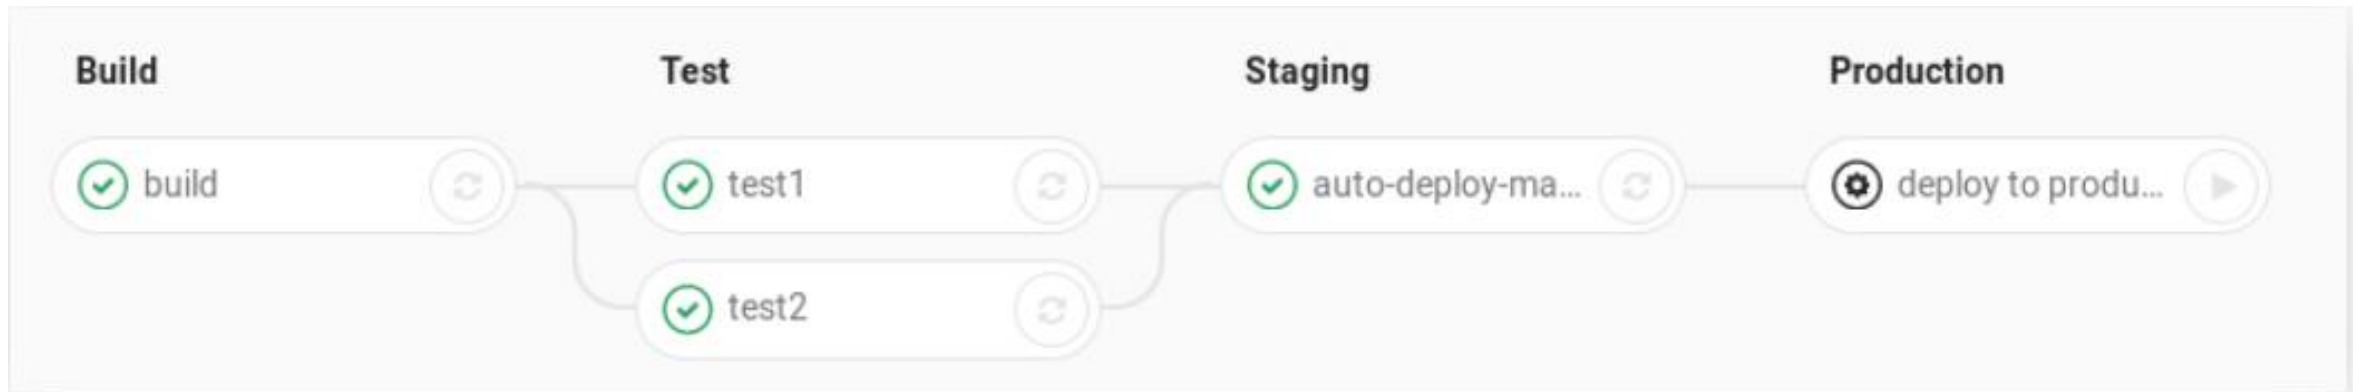 Build Test Staging Production
build test1 auto-deploy-ma... deploy to produ...
test2